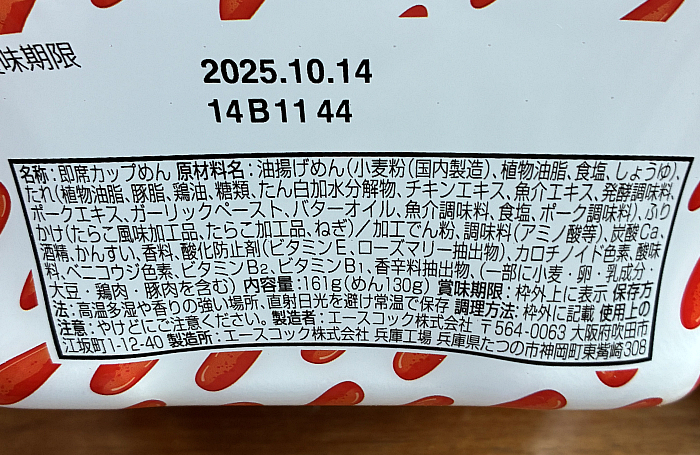 味期限
2025.10.14
14B11 44
名称:即席カップめん 原材料名:油揚げめん(小麦粉(国内製造)、植物油脂、食塩、しょうゆ)、
たれ(植物油脂、豚脂、鶏油、糖類、たん白加水分解物、チキンエキス、魚介エキス、発酵調味料、
ポークエキス、ガーリックペースト、バターオイル、魚介調味料、食塩、ポーク調味料)、ふり
かけ(たらこ風味加工品、たらこ加工品、ねぎ)/加工でん粉、調味料(アミノ酸等)、炭酸Ca、
酒精、かんすい、香料、酸化防止剤(ビタミンE、ローズマリー抽出物)、カロチノイド色素、酸味
料、ベニコウジ色素、ビタミンB₂、ビタミンB₁、香辛料抽出物、(一部に小麦・卵・乳成分・
大豆・鶏肉・豚肉を含む) 内容量:161g(めん130g) 賞味期限:枠外上に表示 保存方
法:高温多湿や香りの強い場所、直射日光を避け常温で保存 調理方法:枠外に記載 使用上の
注意:やけどにご注意ください。製造者:エースコック株式会社 〒564-0063 大阪府吹田市
江坂町1-12-40 製造所:エースコック株式会社 兵庫工場 兵庫県たつの市神岡町東觜崎308